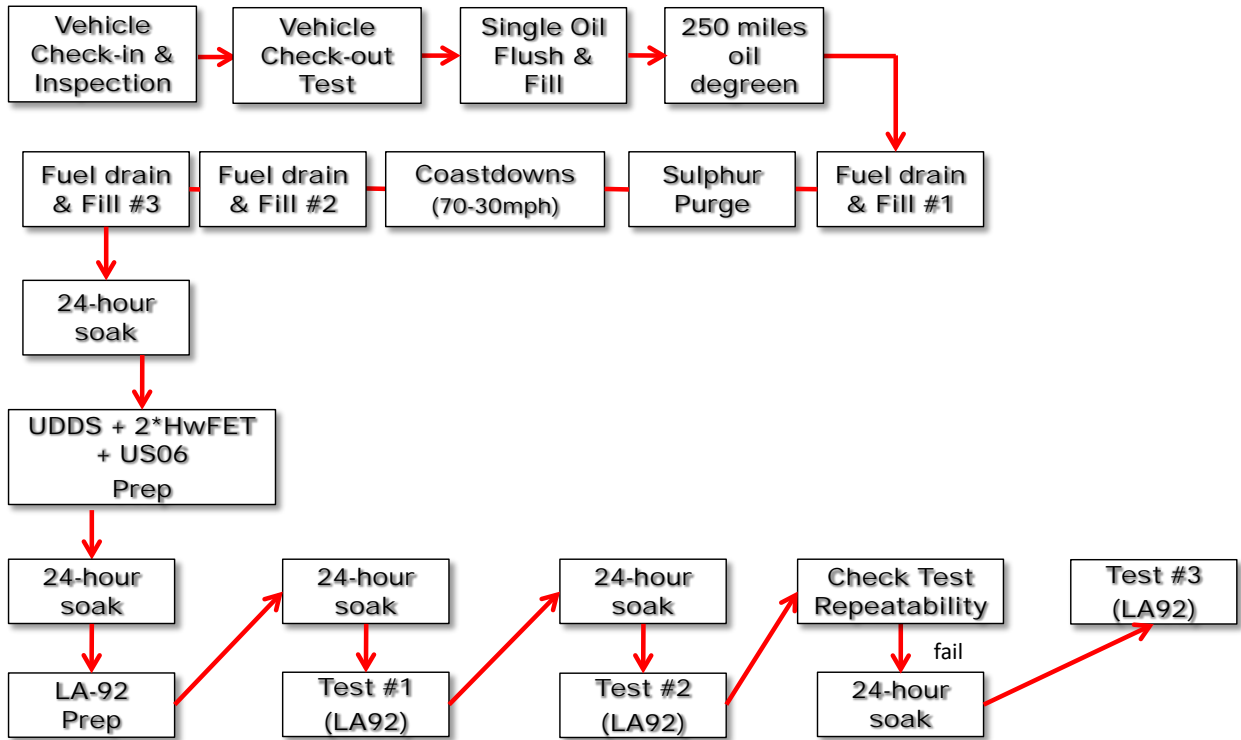 Vehicle
Check-in &
Inspection
Vehicle
Check-out
Test
Single Oil
Flush &
Fill
250 miles
oil
degreen
Fuel drain
& Fill #3
Fuel drain
& Fill #2
Coastdowns
(70-30mph)
Sulphur
Purge
Fuel drain
& Fill #1
24-hour
soak
UDDS + 2*HwFET
+ US06
Prep
24-hour
soak
24-hour
soak
24-hour
soak
Check Test
Repeatability
Test #3
(LA92)
fail
LA-92
Prep
Test #1
(LA92)
Test #2
(LA92)
24-hour
soak